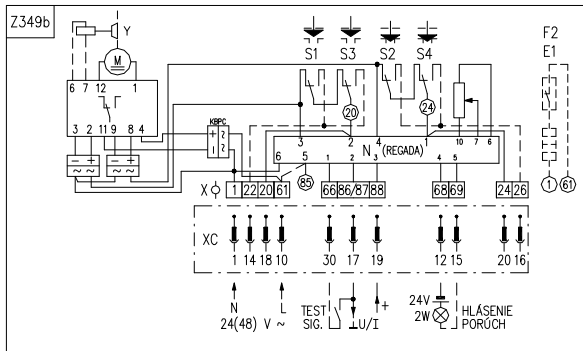 Z349b
Y
M
6 7 12 1
3 2 11 9 8 4
- + - +
~ ~
KBPC
+ ~
- ~
S1 S3 S2 S4
20 24
F2
E1
3 2 4 1 10 7 6
N (REGADA)
6 5 1 2 3 4 5
85
X 1 22 20 61 66 86/87 88 68 69 24 26
1 61
XC
1 14 18 10 30 17 19 12 15 20 16
N L
24(48) V ~
TEST
SIG.
U/I
+
24V
2W
HLÁSENIE
PORÚCH